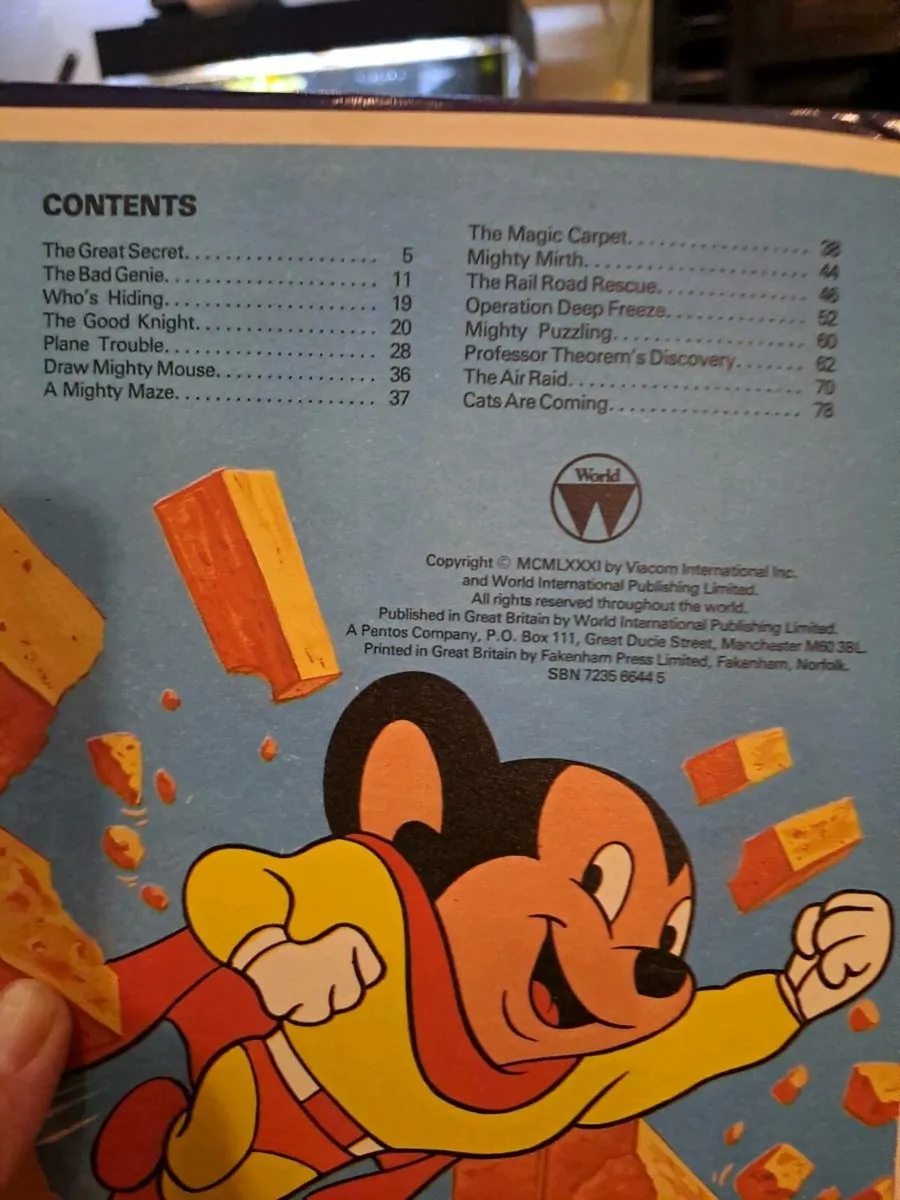 CONTENTS
The Great Secret. . . . . . . . . . . . . . . . . . 5
The Bad Genie. . . . . . . . . . . . . . . . . . . . 11
Who's Hiding. . . . . . . . . . . . . . . . . . . . . 19
The Good Knight. . . . . . . . . . . . . . . . . . 20
Plane Trouble. . . . . . . . . . . . . . . . . . . . . 28
Draw Mighty Mouse. . . . . . . . . . . . . . . 36
A Mighty Maze. . . . . . . . . . . . . . . . . . . . 37
The Magic Carpet. . . . . . . . . . . . . . . . . . 38
Mighty Mirth. . . . . . . . . . . . . . . . . . . . . . 44
The Rail Road Rescue. . . . . . . . . . . . . . . 46
Operation Deep Freeze. . . . . . . . . . . . . . 52
Mighty Puzzling. . . . . . . . . . . . . . . . . . . 60
Professor Theorem's Discovery. . . . . . . 62
The Air Raid. . . . . . . . . . . . . . . . . . . . . . . 70
Cats Are Coming. . . . . . . . . . . . . . . . . . . 73
World
Copyright © MCMLXXXI by Viacom International Inc.
and World International Publishing Limited.
All rights reserved throughout the world.
Published in Great Britain by World International Publishing Limited.
A Pentos Company, P.O. Box 111, Great Ducie Street, Manchester M60 3BL.
Printed in Great Britain by Fakenham Press Limited, Fakenham, Norfolk.
SBN 7235 6644 5